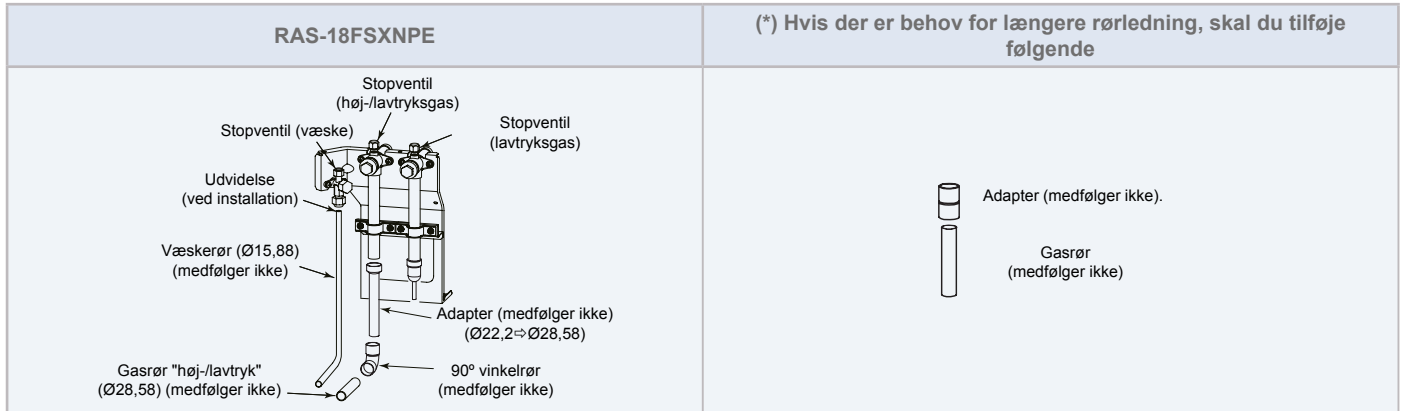 RAS-18FSXNPE
(*) Hvis der er behov for længere rørledning, skal du tilføje
følgende
Stopventil
(høj-/lavtryksgas)
Stopventil (væske)
Stopventil
(lavtryksgas)
Udvidelse
(ved installation)
Væskerør (Ø15,88)
(medfølger ikke)
Adapter (medfølger ikke)
(Ø22,2⇨Ø28,58)
Gasrør "høj-/lavtryk"
(Ø28,58) (medfølger ikke)
90º vinkelrør
(medfølger ikke)
Adapter (medfølger ikke).
Gasrør
(medfølger ikke)